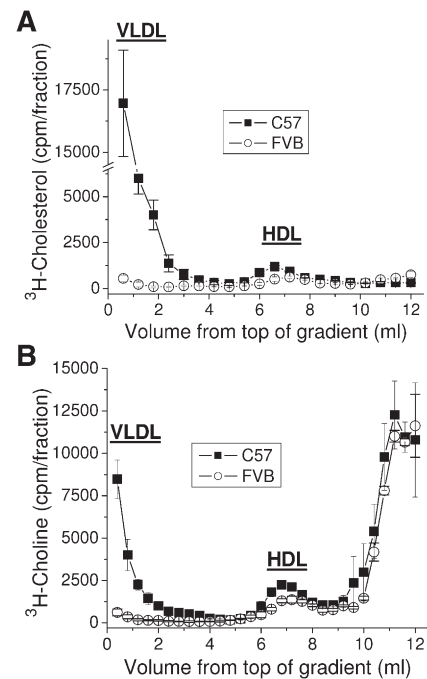 A
VLDL
17500
15000
5000
2500
0
³H-Cholesterol (cpm/fraction)
C57
FVB
HDL
0 2 4 6 8 10 12
Volume from top of gradient (ml)
B
15000
12500
10000
7500
5000
2500
0
³H-Choline (cpm/fraction)
VLDL
C57
FVB
HDL
0 2 4 6 8 10 12
Volume from top of gradient (ml)